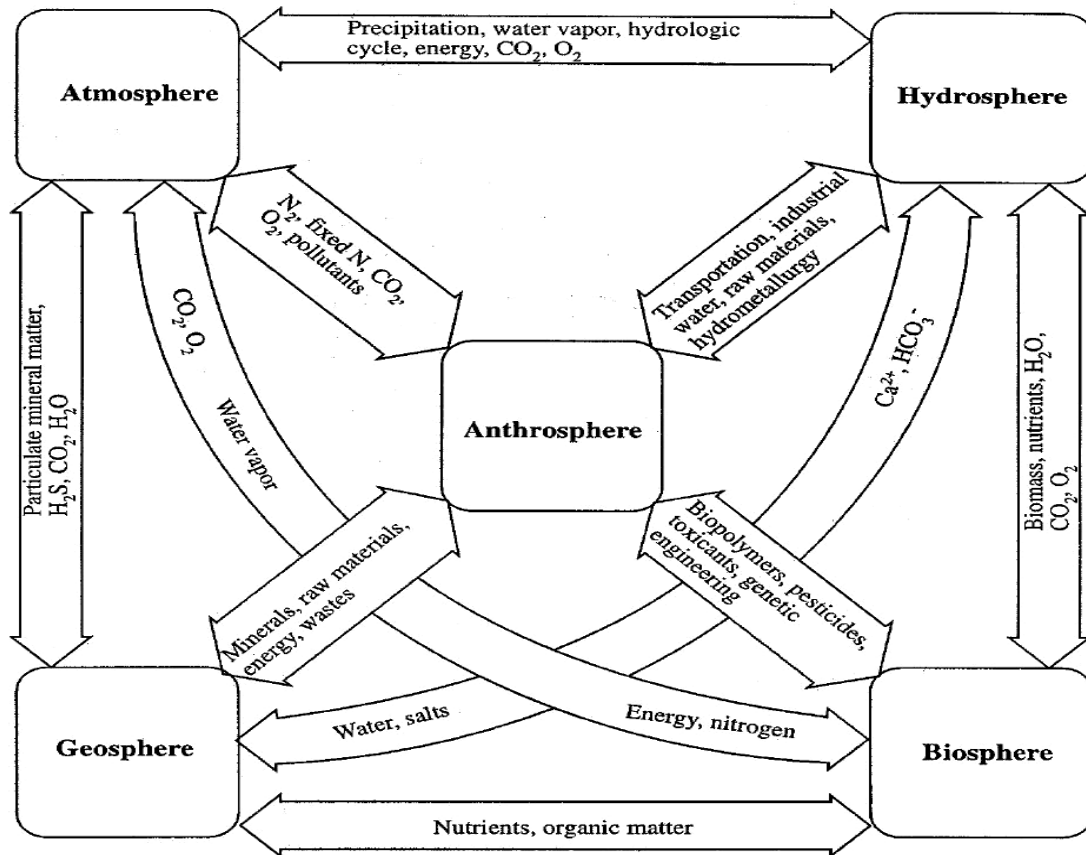 Precipitation, water vapor, hydrologic
cycle, energy, CO₂, O₂
Atmosphere
Hydrosphere
N₂, fixed N, CO₂,
O₂, pollutants
Transportation, industrial
water, raw materials,
hydrometallurgy
CO₂, O₂
Water vapor
Ca²⁺, HCO₃⁻
Particulate mineral matter,
H₂S, CO₂, H₂O
Anthrosphere
Biomass, nutrients, H₂O,
CO₂, O₂
Minerals, raw materials,
energy, wastes
Biopolymers, pesticides,
toxicants, genetic
engineering
Water, salts
Energy, nitrogen
Geosphere
Biosphere
Nutrients, organic matter